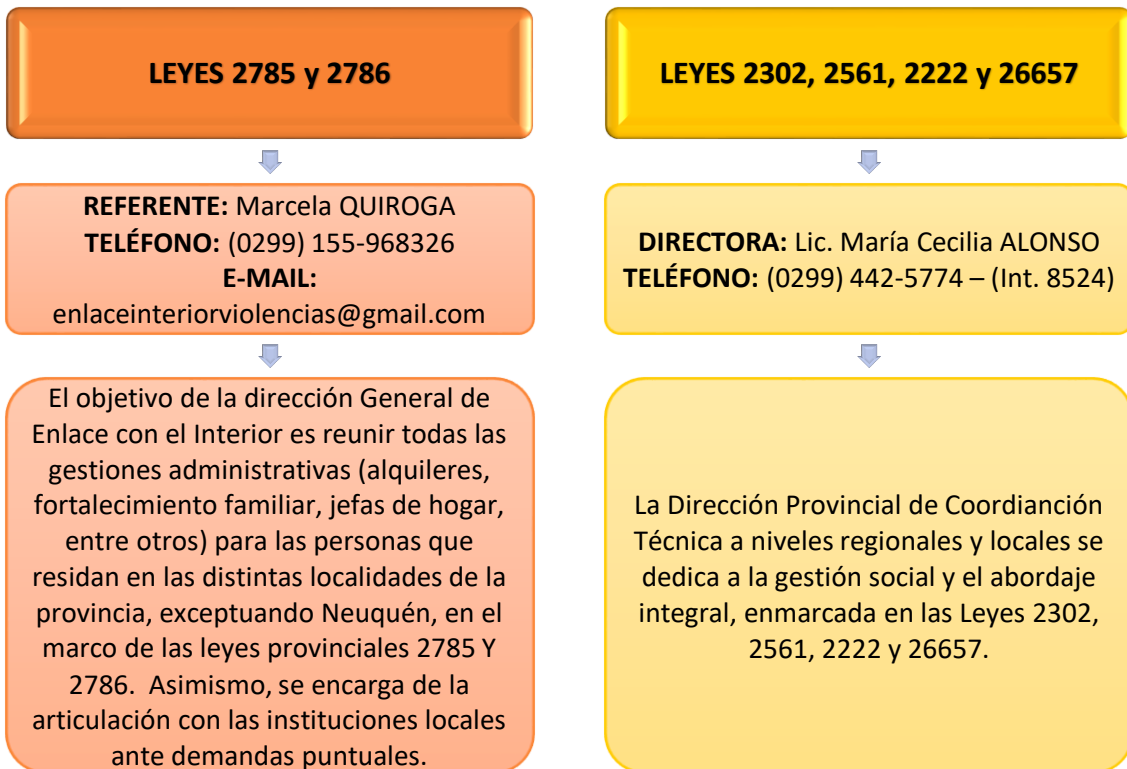 LEYES 2785 y 2786
REFERENTE: Marcela QUIROGA
TELÉFONO: (0299) 155-968326
E-MAIL:
enlaceinteriorviolencias@gmail.com
El objetivo de la dirección General de
Enlace con el Interior es reunir todas las
gestiones administrativas (alquileres,
fortalecimiento familiar, jefas de hogar,
entre otros) para las personas que
residan en las distintas localidades de la
provincia, exceptuando Neuquén, en el
marco de las leyes provinciales 2785 Y
2786. Asimismo, se encarga de la
articulación con las instituciones locales
ante demandas puntuales.
LEYES 2302, 2561, 2222 y 26657
DIRECTORA: Lic. María Cecilia ALONSO
TELÉFONO: (0299) 442-5774 – (Int. 8524)
La Dirección Provincial de Coordianción
Técnica a niveles regionales y locales se
dedica a la gestión social y el abordaje
integral, enmarcada en las Leyes 2302,
2561, 2222 y 26657.